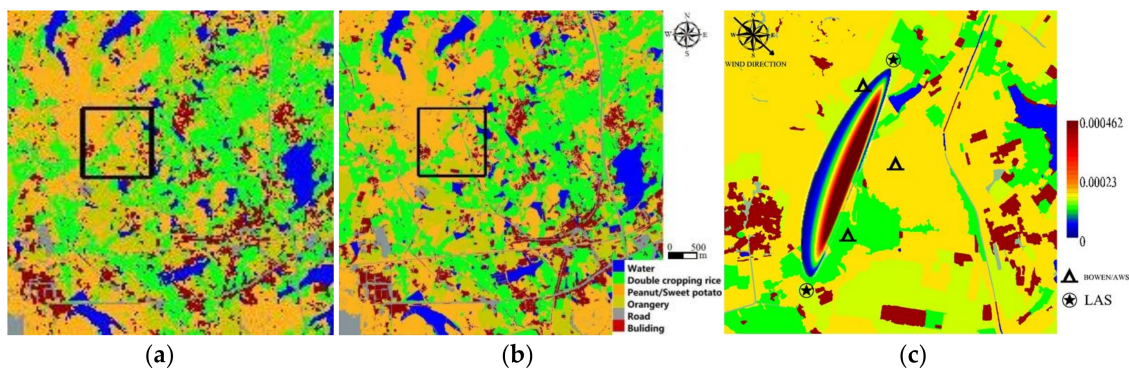 N
W E
S
0 500
m
Water
Double cropping rice
Peanut/Sweet potato
Orangery
Road
Buliding
N
W E
S
WIND DIRECTION
0.000462
0.00023
0
BOWEN/AWS
LAS
(a) (b) (c)